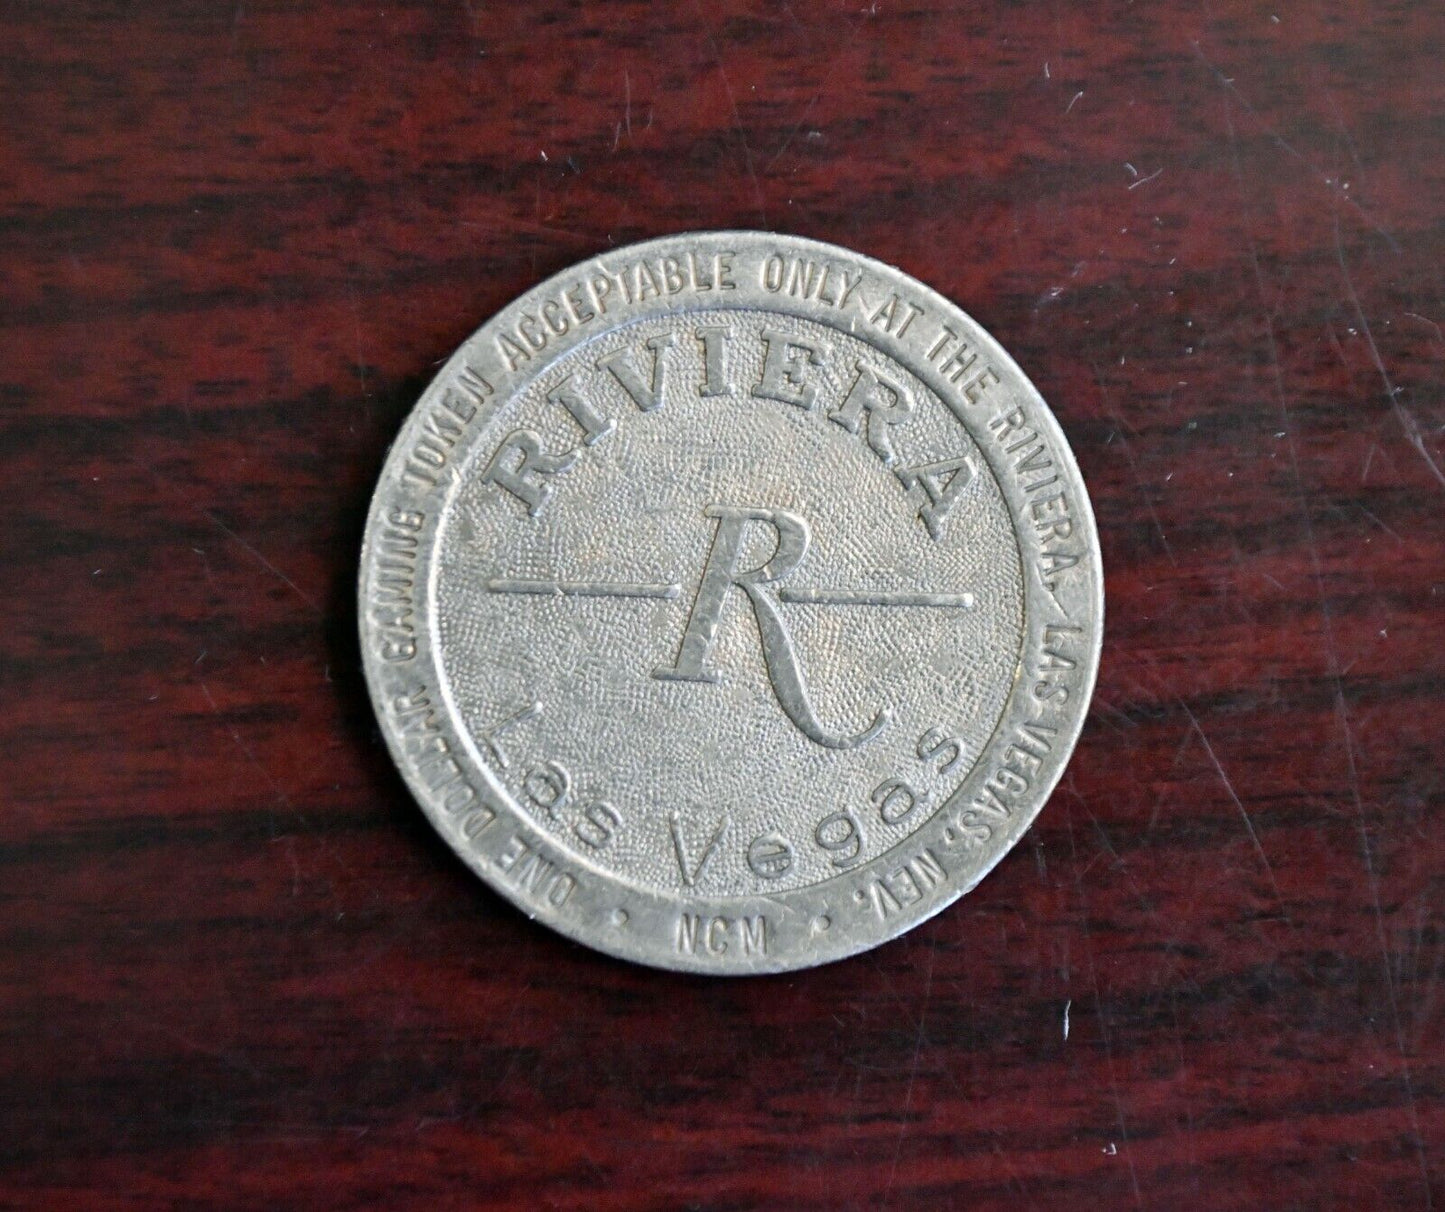 ONE DOLLAR GAMING TOKEN ACCEPTABLE ONLY AT THE RIVIERA. LAS VEGAS, NEV.
RIVIERA
R
Las Vegas
• NCM •